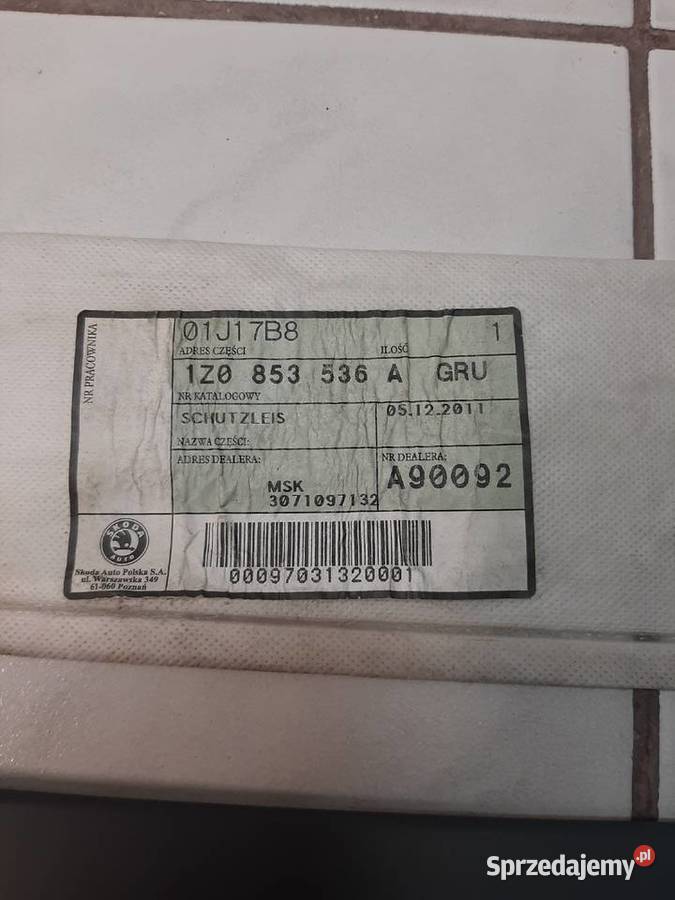 NR PRACOWNIKA
01J17B8 1
ADRES CZĘŚCI ILOŚĆ
1Z0 853 536 A GRU
NR KATALOGOWY
SCHUTZLEIS 05.12.2011
NAZWA CZĘŚCI:
ADRES DEALERA: NR DEALERA:
A90092
MSK
3071097132
SKODA
AUTO
Skoda Auto Polska S.A.
ul. Warszawska 349
61-060 Poznań
00097031320001
Sprzedajemy.pl